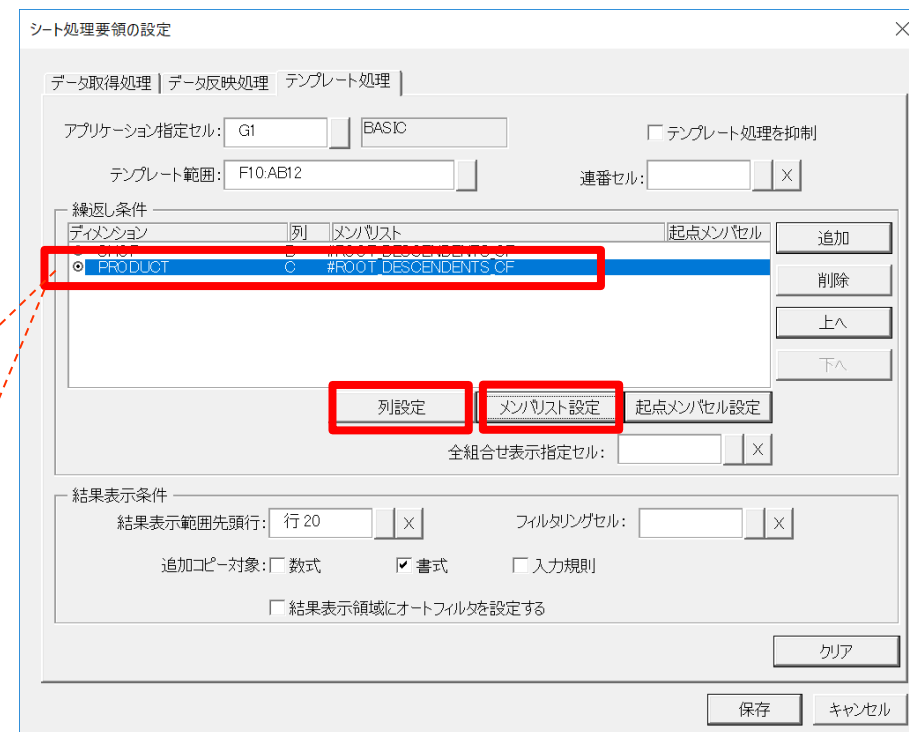 シート処理要領の設定
データ取得処理 データ反映処理 テンプレート処理
アプリケーション指定セル: G1 BASIC テンプレート処理を抑制
テンプレート範囲: F10:AB12 連番セル: X
繰返し条件
ディメンション 列 メンバリスト 起点メンバセル 追加
#ROOT_DESCENDENTS_CF
PRODUCT C #ROOT_DESCENDENTS_CF
削除
上へ
下へ
列設定 メンバリスト設定 起点メンバセル設定
全組合せ表示指定セル: X
結果表示条件
結果表示範囲先頭行: 行 20 X フィルタリングセル: X
追加コピー対象: 数式 書式 入力規則
結果表示領域にオートフィルタを設定する
クリア
保存 キャンセル